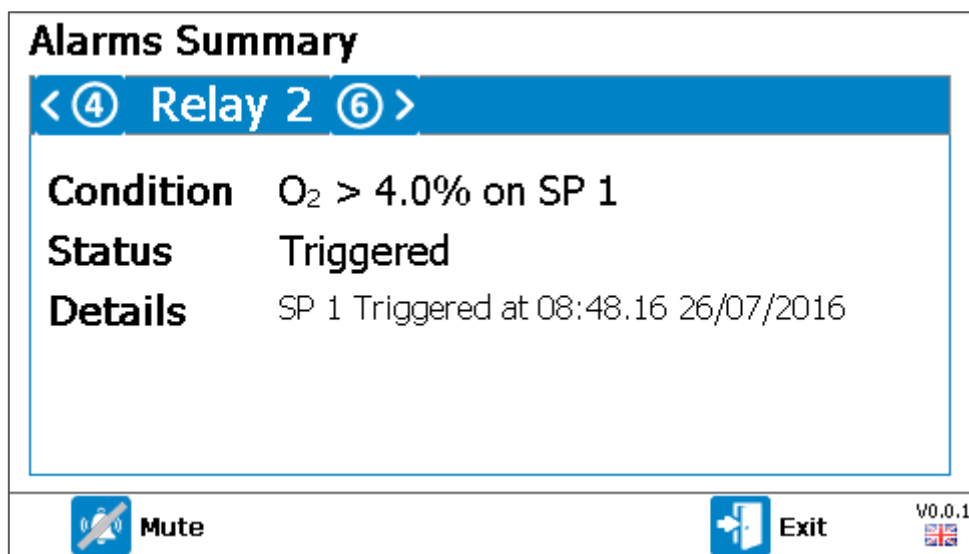 Alarms Summary
< ④ Relay 2 ⑥ >
Condition O₂ > 4.0% on SP 1
Status Triggered
Details SP 1 Triggered at 08:48.16 26/07/2016
Mute Exit V0.0.1